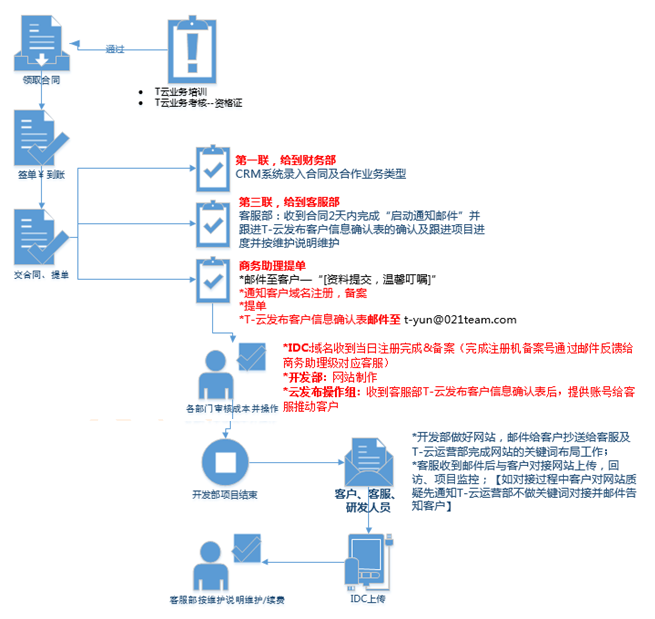 通过
领取合同
● T云业务培训
● T云业务考核--资格证
签单￥到账
第一联，给到财务部
CRM系统录入合同及合作业务类型
第三联，给到客服部
客服部：收到合同2天内完成“启动通知邮件”并
跟进T-云发布客户信息确认表的确认及跟进项目进
度并按维护说明维护
交合同、提单
商务助理提单
*邮件至客户—“[资料提交，温馨叮嘱]”
*通知客户域名注册，备案
*提单
*T-云发布客户信息确认表邮件至 t-yun@021team.com
*IDC:域名收到当日注册完成&备案（完成注册机备案号通过邮件反馈给
商务助理级对应客服）
*开发部：网站制作
*云发布操作组：收到客服部T-云发布客户信息确认表后，提供账号给客
服推动客户
各部门审核成本并操作
*开发部做好网站，邮件给客户抄送给客服及
T-云运营部完成网站的关键词布局工作；
*客服收到邮件后与客户对接网站上传，回
访、项目监控；【如对接过程中客户对网站质
疑先通知T-云运营部不做关键词对接并邮件告
知客户】
开发部项目结束
客户、客服、
研发人员
客服部按维护说明维护/续费
IDC上传